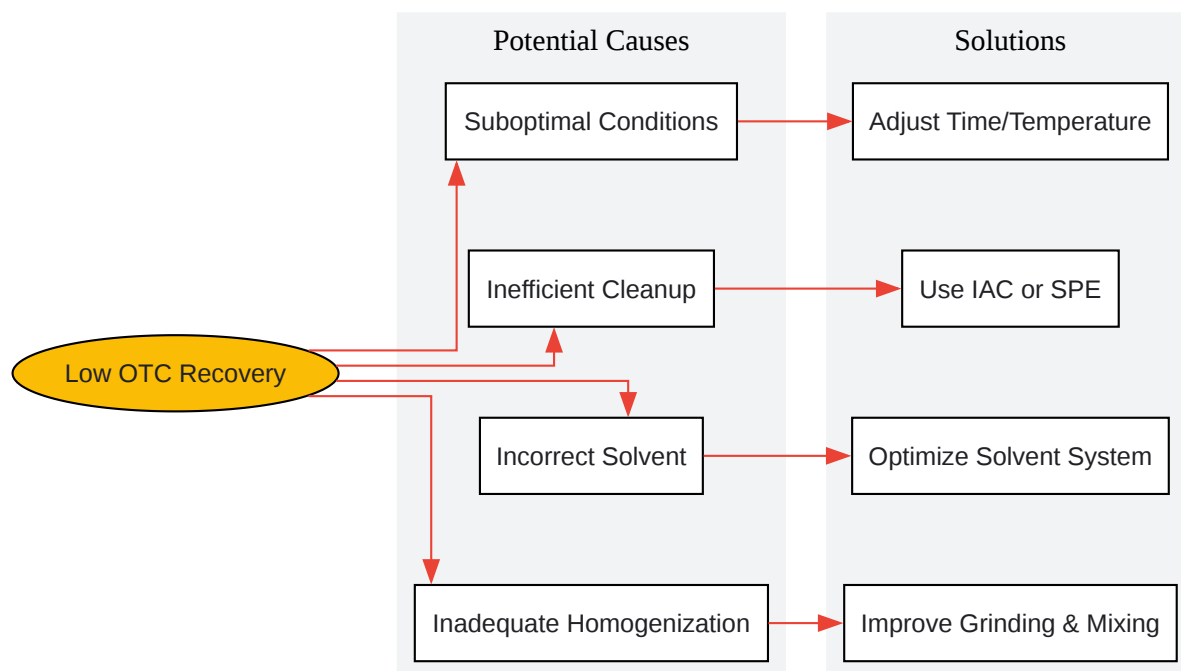 Potential Causes
Solutions
Suboptimal Conditions
Adjust Time/Temperature
Inefficient Cleanup
Use IAC or SPE
Low OTC Recovery
Incorrect Solvent
Optimize Solvent System
Inadequate Homogenization
Improve Grinding & Mixing